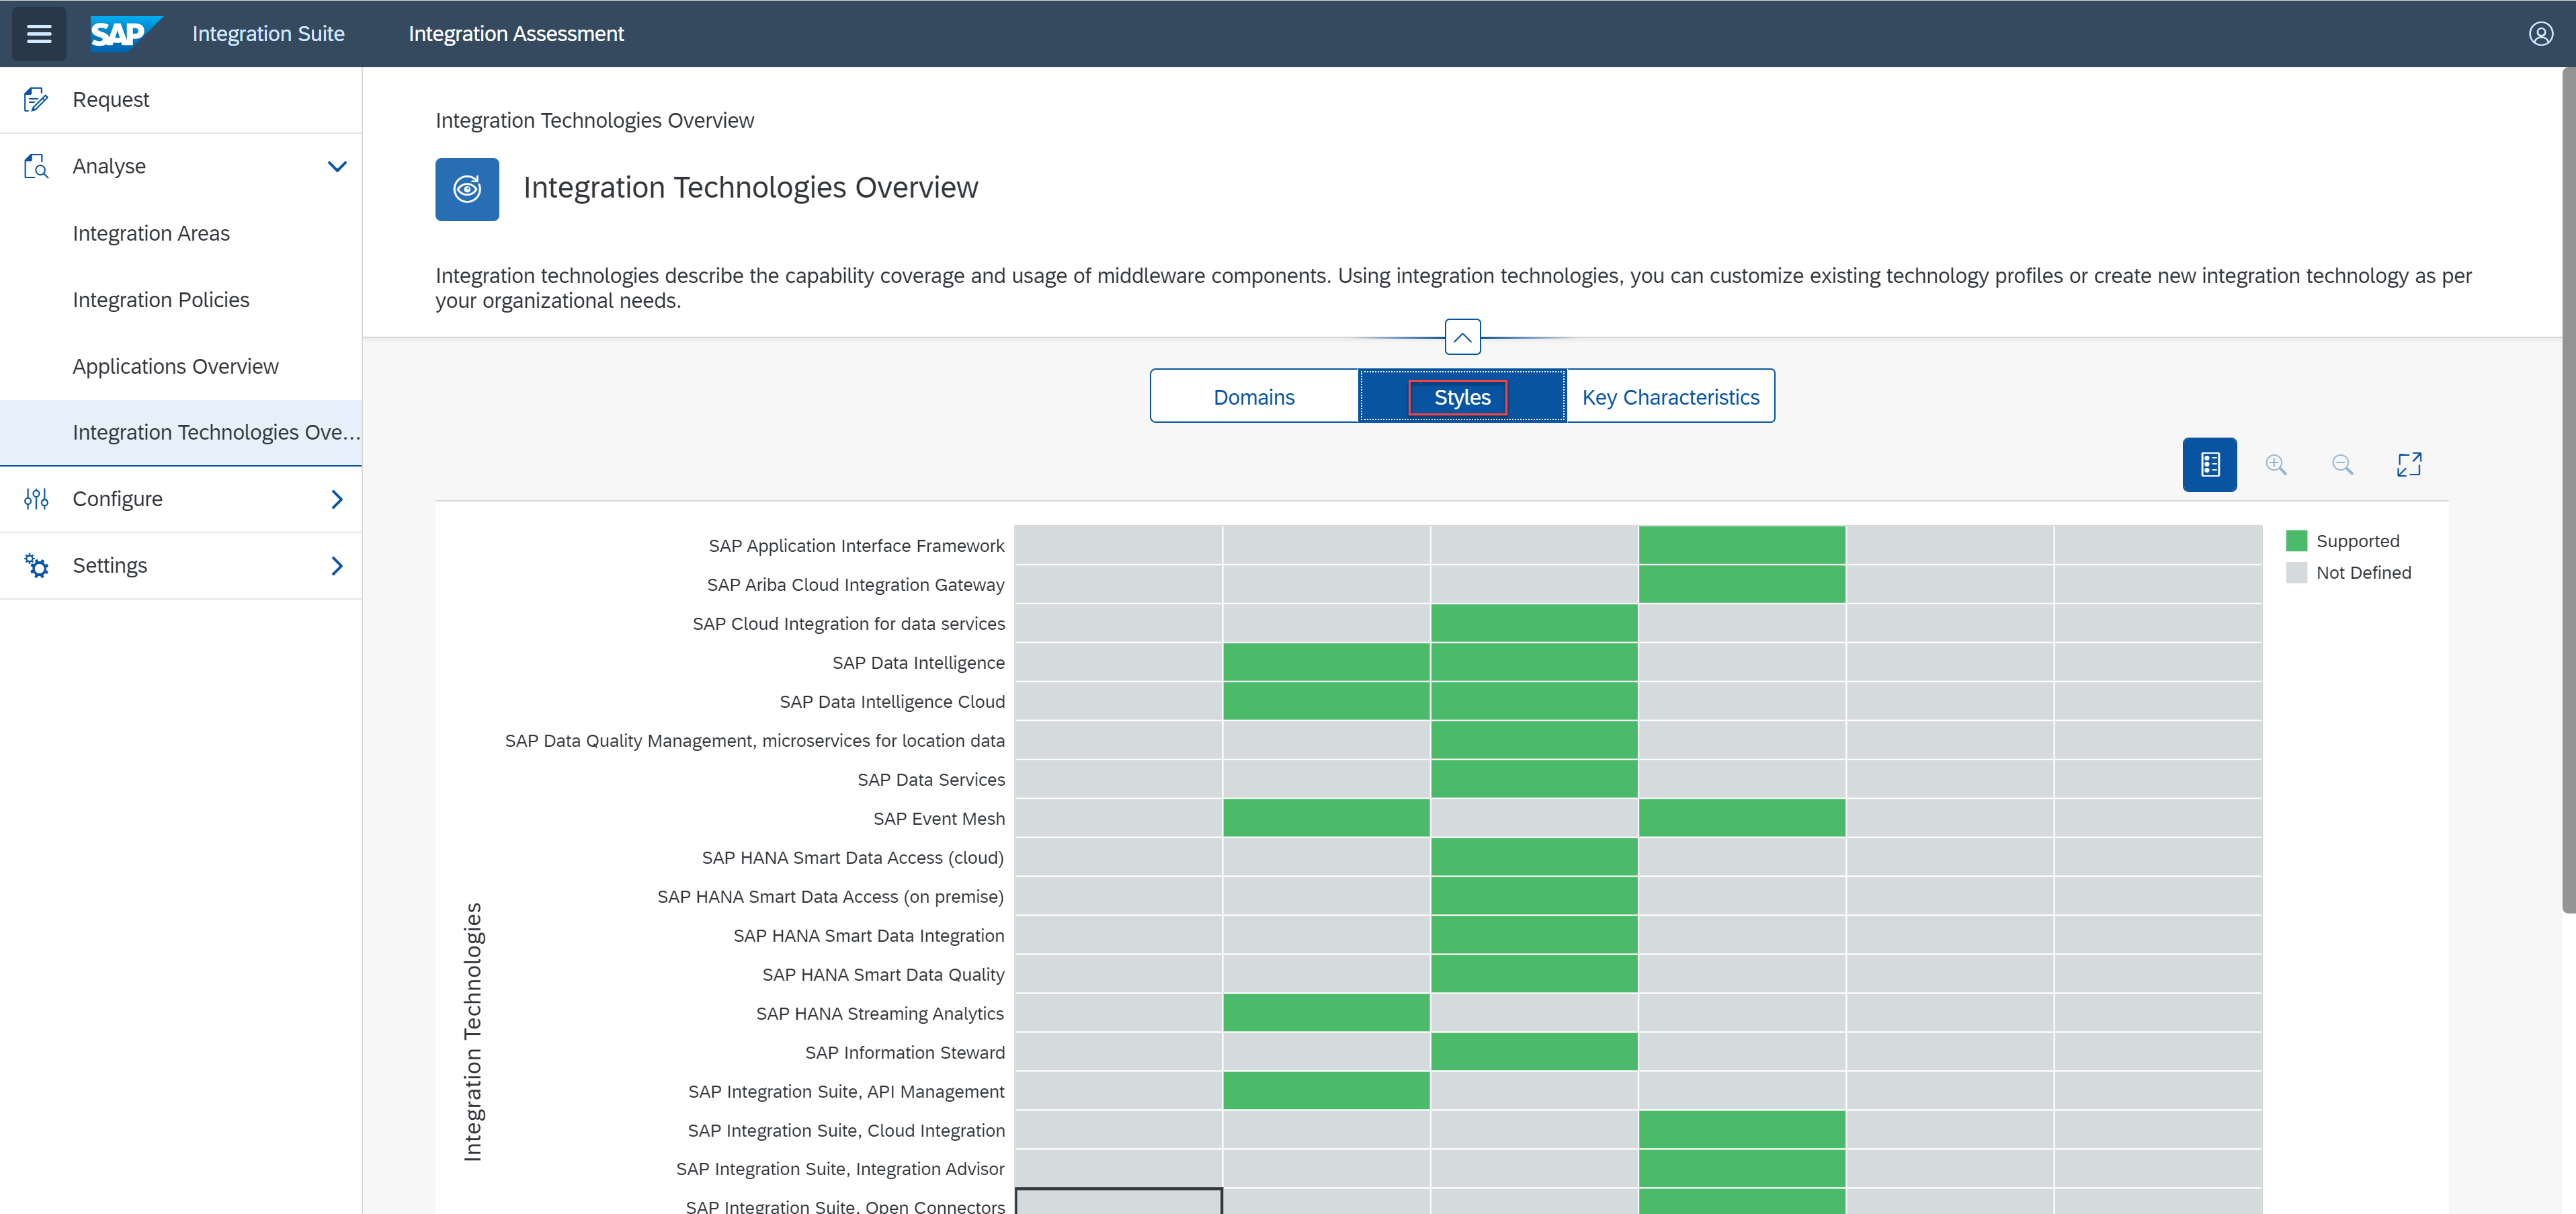 SAP Integration Suite Integration Assessment
Request
Analyse
Integration Areas
Integration Policies
Applications Overview
Integration Technologies Ove...
Configure
Settings
Integration Technologies Overview
Integration Technologies Overview
Integration technologies describe the capability coverage and usage of middleware components. Using integration technologies, you can customize existing technology profiles or create new integration technology as per
your organizational needs.
Domains Styles Key Characteristics
Integration Technologies
SAP Application Interface Framework
SAP Ariba Cloud Integration Gateway
SAP Cloud Integration for data services
SAP Data Intelligence
SAP Data Intelligence Cloud
SAP Data Quality Management, microservices for location data
SAP Data Services
SAP Event Mesh
SAP HANA Smart Data Access (cloud)
SAP HANA Smart Data Access (on premise)
SAP HANA Smart Data Integration
SAP HANA Smart Data Quality
SAP HANA Streaming Analytics
SAP Information Steward
SAP Integration Suite, API Management
SAP Integration Suite, Cloud Integration
SAP Integration Suite, Integration Advisor
SAP Integration Suite, Open Connectors
Supported
Not Defined